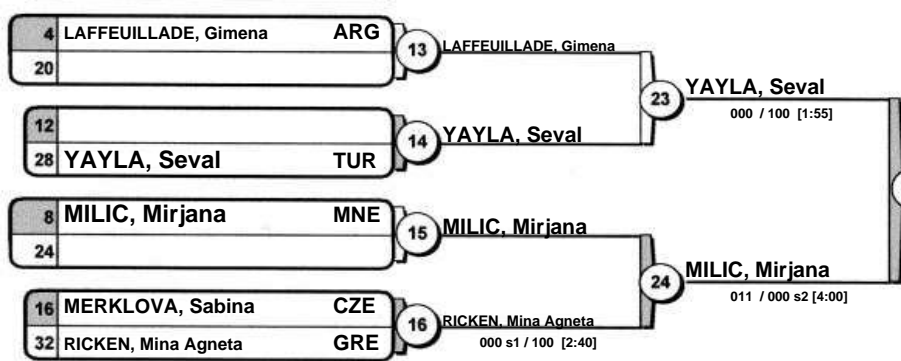 4 LAFFEUILLADE, Gimena ARG
20
13 LAFFEUILLADE, Gimena
12
28 YAYLA, Seval TUR
14 YAYLA, Seval
23 YAYLA, Seval
000 / 100 [1:55]
8 MILIC, Mirjana MNE
24
15 MILIC, Mirjana
16 MERKLOVA, Sabina CZE
32 RICKEN, Mina Agneta GRE
16 RICKEN, Mina Agneta
000 s1 / 100 [2:40]
24 MILIC, Mirjana
011 / 000 s2 [4:00]